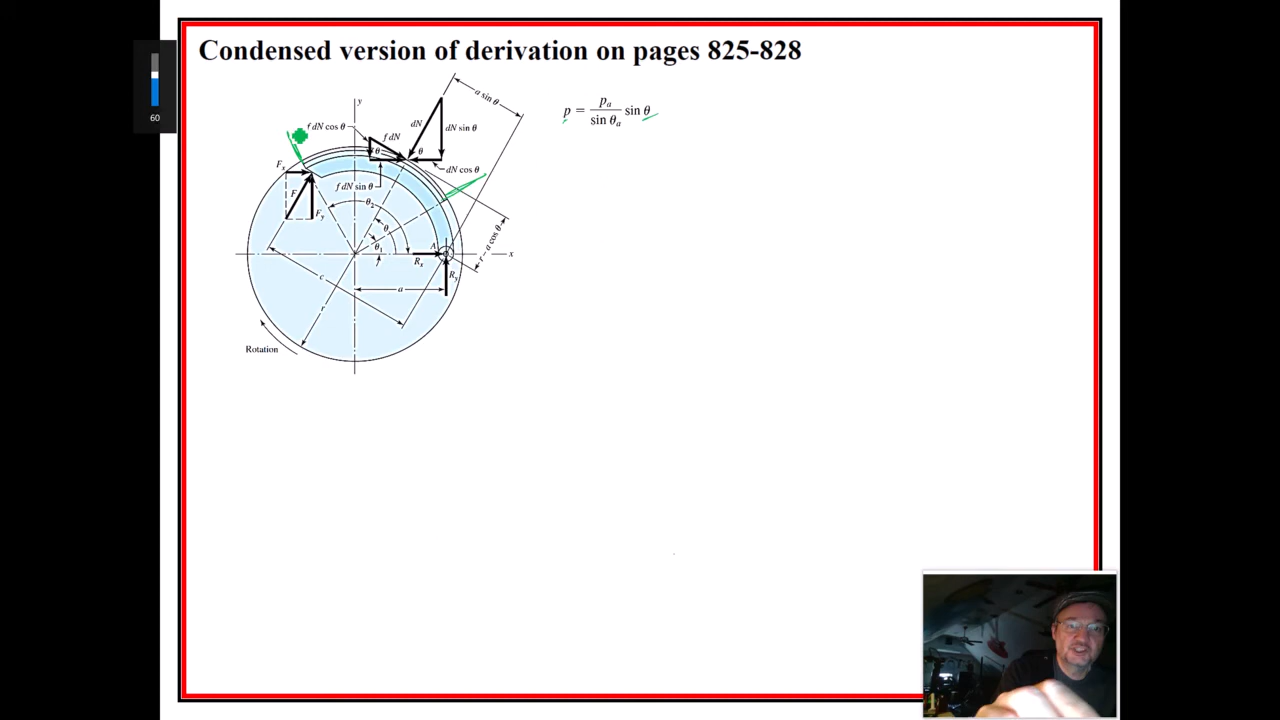 Condensed version of derivation on pages 825-828
60
y
a sin θ
p = pa / sin θa sin θ
f dN cos θ
f dN
dN
dN sin θ
θ
θ
Fx
dN cos θ
F
f dN sin θ
θ2
Fy
θ
θ1
A
r – a cos θ
x
Rx
Ry
c
a
r
Rotation